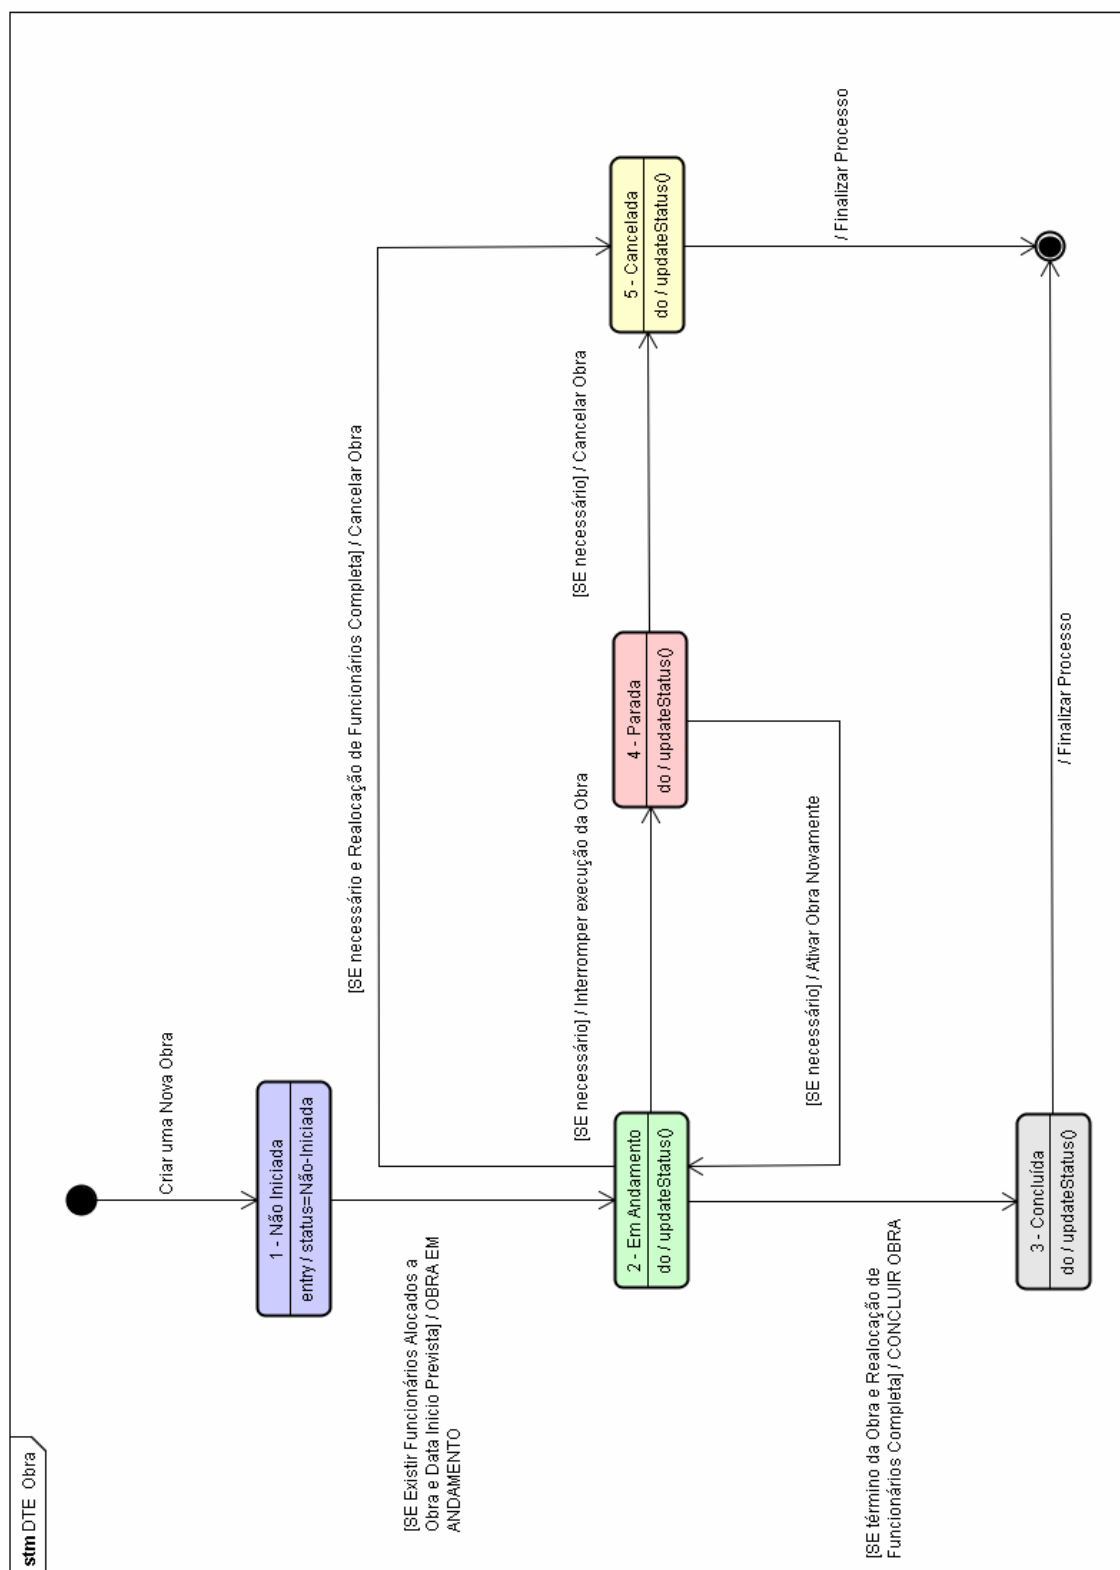 stm DTE Obra
Criar uma Nova Obra
1 - Não Iniciada
entry / status=Não-Iniciada
[SE Existir Funcionários Alocados a
Obra e Data Inicio Prevista] / OBRA EM
ANDAMENTO
[SE necessário e Realocação de Funcionários Completa] / Cancelar Obra
2 - Em Andamento
do / updateStatus()
[SE necessário] / Interromper execução da Obra
4 - Parada
do / updateStatus()
[SE necessário] / Cancelar Obra
5 - Cancelada
do / updateStatus()
[SE necessário] / Ativar Obra Novamente
/ Finalizar Processo
[SE término da Obra e Realocação de
Funcionários Completa] / CONCLUIR OBRA
3 - Concluída
do / updateStatus()
/ Finalizar Processo